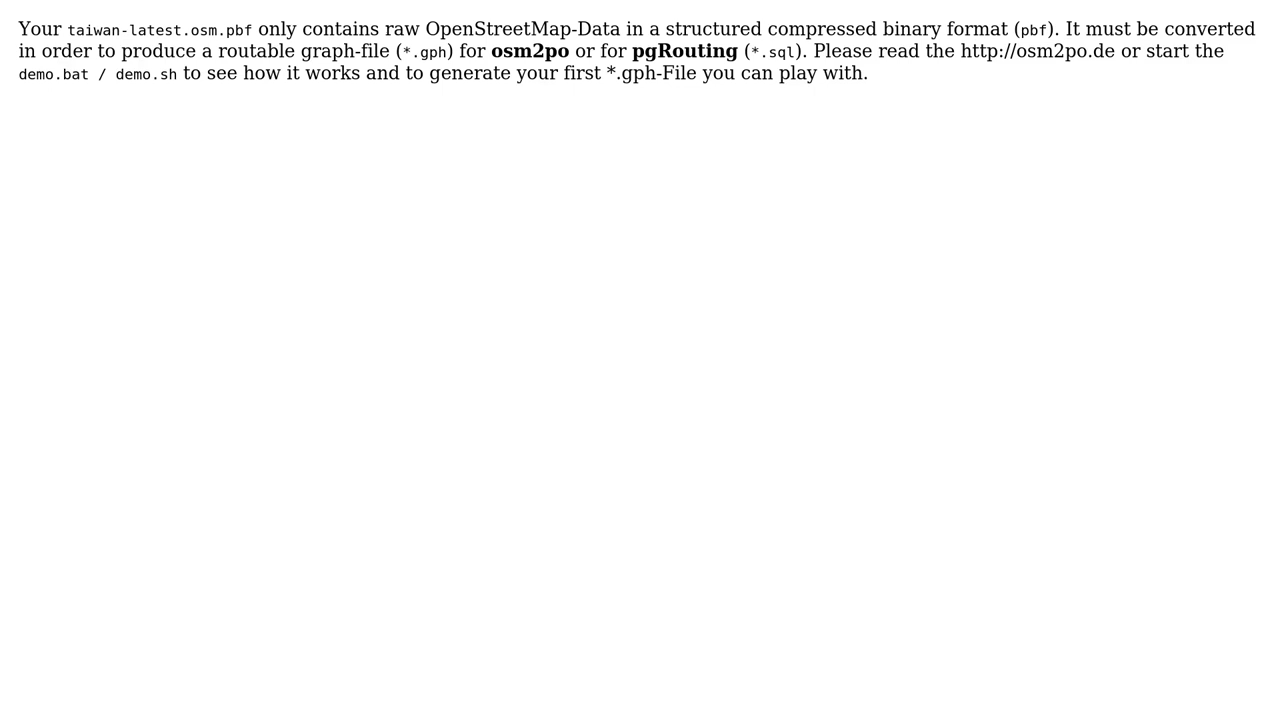 Your taiwan-latest.osm.pbf only contains raw OpenStreetMap-Data in a structured compressed binary format (pbf). It must be converted
in order to produce a routable graph-file (*.gph) for osm2po or for pgRouting (*.sql). Please read the http://osm2po.de or start the
demo.bat / demo.sh to see how it works and to generate your first *.gph-File you can play with.